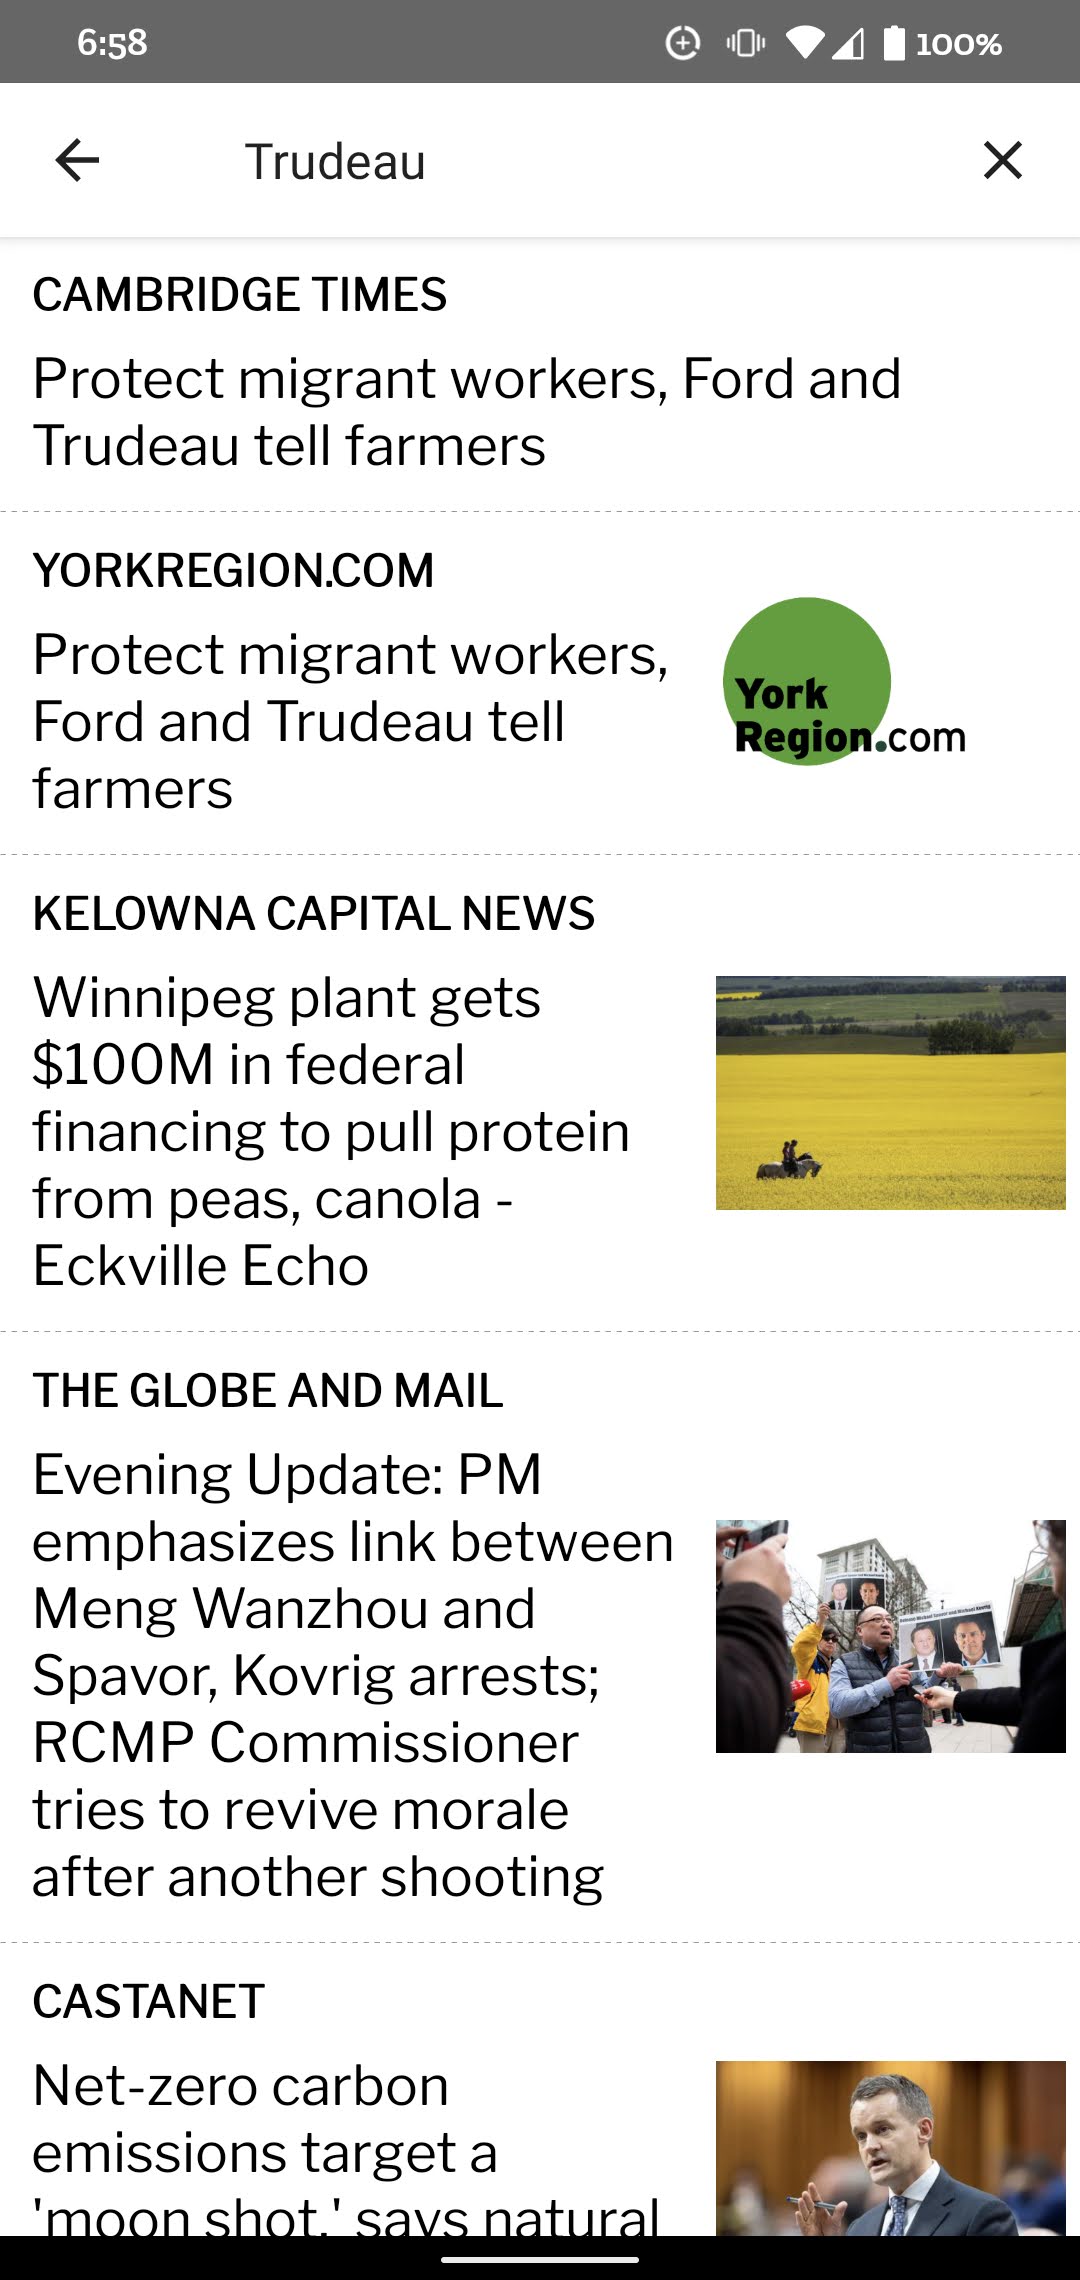 6:58
100%
Trudeau
CAMBRIDGE TIMES
Protect migrant workers, Ford and
Trudeau tell farmers
YORKREGION.COM
Protect migrant workers,
Ford and Trudeau tell
farmers
York
Region.com
KELOWNA CAPITAL NEWS
Winnipeg plant gets
$100M in federal
financing to pull protein
from peas, canola -
Eckville Echo
THE GLOBE AND MAIL
Evening Update: PM
emphasizes link between
Meng Wanzhou and
Spavor, Kovrig arrests;
RCMP Commissioner
tries to revive morale
after another shooting
CASTANET
Net-zero carbon
emissions target a
'moon shot,' says natural